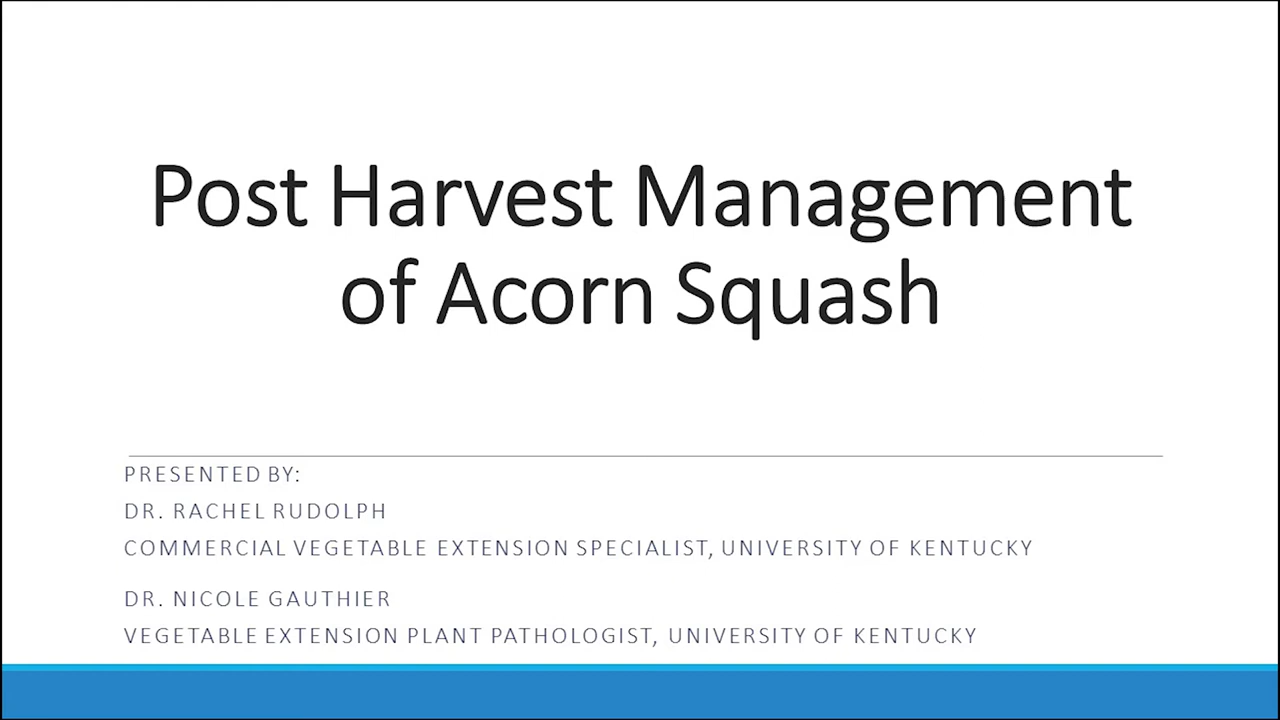 Post Harvest Management
of Acorn Squash
PRESENTED BY:
DR. RACHEL RUDOLPH
COMMERCIAL VEGETABLE EXTENSION SPECIALIST, UNIVERSITY OF KENTUCKY
DR. NICOLE GAUTHIER
VEGETABLE EXTENSION PLANT PATHOLOGIST, UNIVERSITY OF KENTUCKY